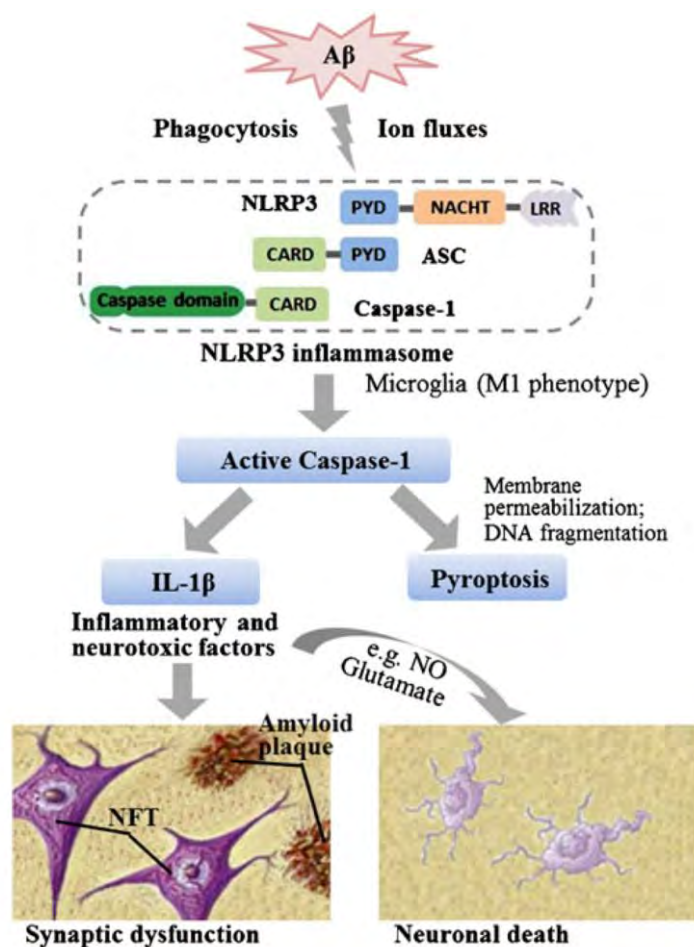 Aβ
Phagocytosis Ion fluxes
NLRP3 PYD NACHT LRR
CARD PYD ASC
Caspase domain CARD Caspase-1
NLRP3 inflammasome
Microglia (M1 phenotype)
Active Caspase-1
Membrane
permeabilization;
DNA fragmentation
IL-1β Pyroptosis
Inflammatory and
neurotoxic factors
e.g. NO
Glutamate
Amyloid
plaque
NFT
Synaptic dysfunction Neuronal death